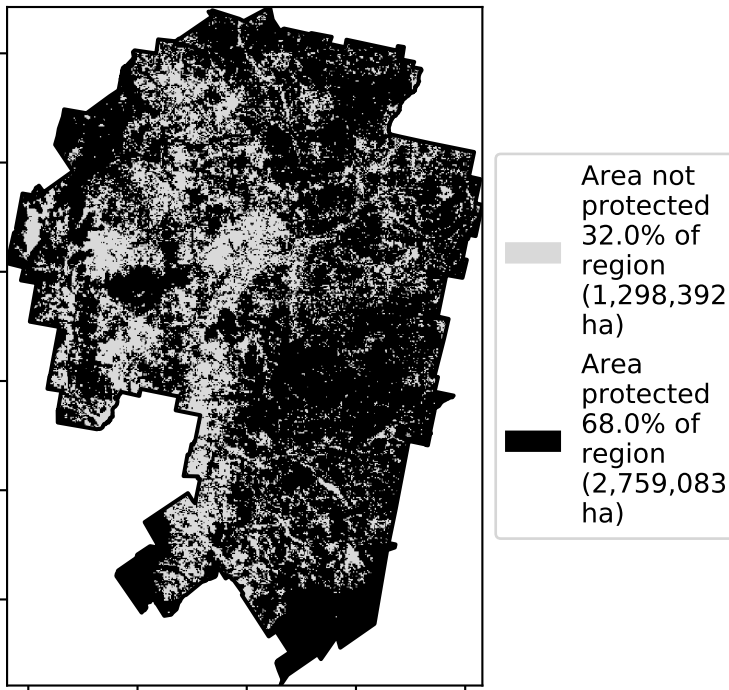 Area not
protected
32.0% of
region
(1,298,392
ha)
Area
protected
68.0% of
region
(2,759,083
ha)